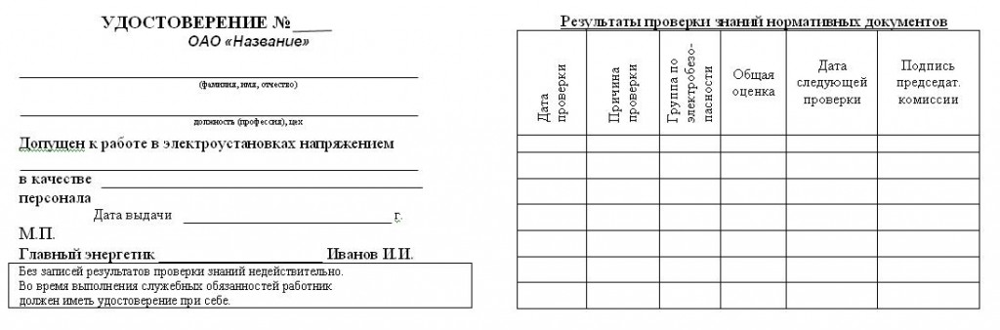 УДОСТОВЕРЕНИЕ №_____
ОАО «Название»
(фамилия, имя, отчество)
должность (профессия), цех
Допущен к работе в электроустановках напряжением
в качестве
персонала
Дата выдачи ____________________ г.
М.П.
Главный энергетик ____________________ Иванов И.И.
Без записей результатов проверки знаний недействительно.
Во время выполнения служебных обязанностей работник
должен иметь удостоверение при себе.
Результаты проверки знаний нормативных документов
Дата
проверки
Причина
проверки
Группа по
электробезо-
пасности
Общая
оценка
Дата
следующей
проверки
Подпись
председат.
комиссии